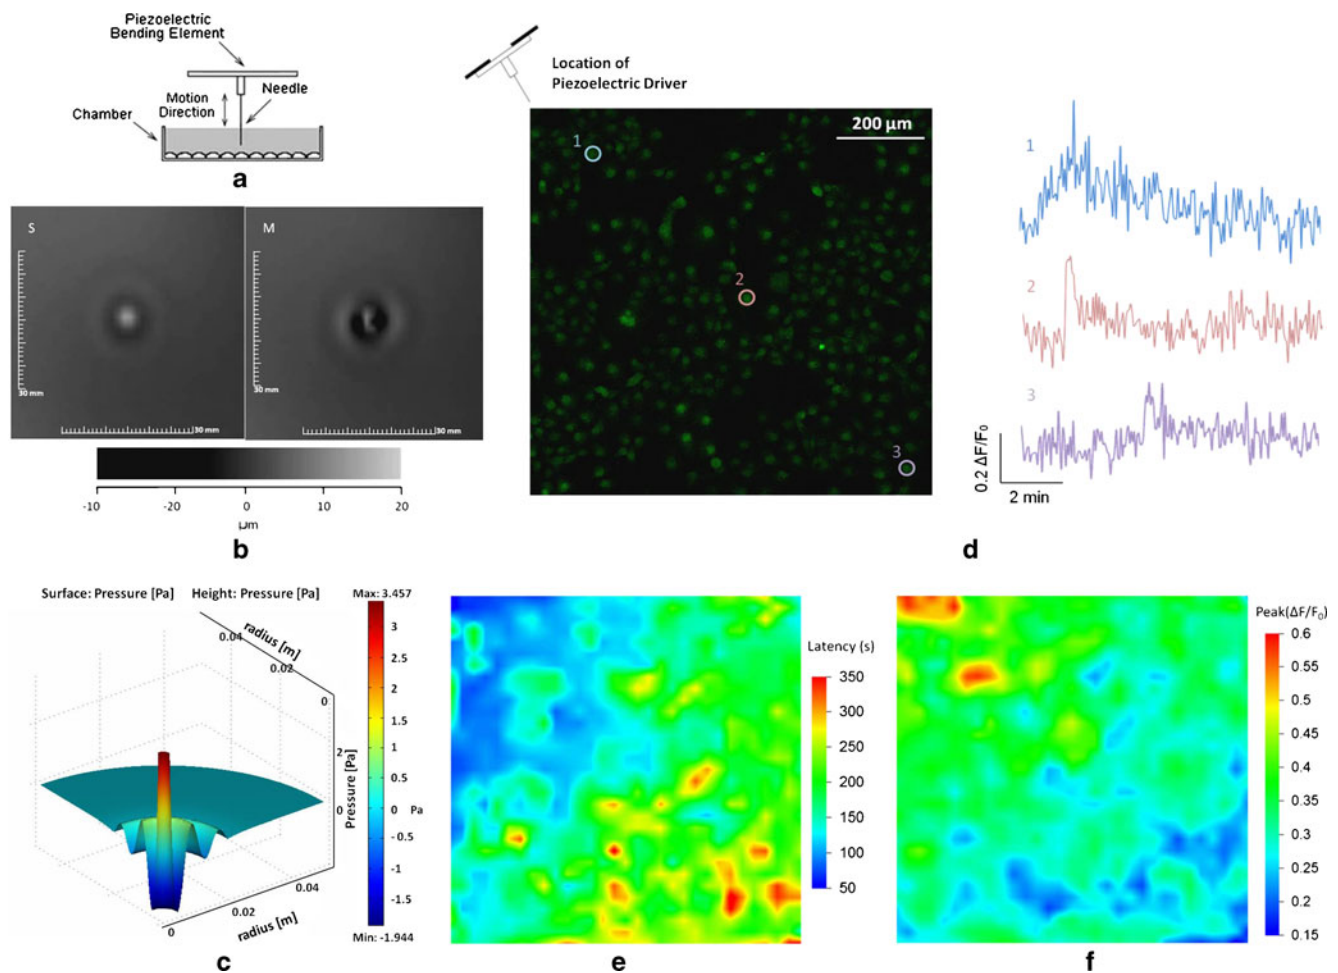 Piezoelectric
Bending Element
Motion
Direction
Needle
Chamber
a
S
30 mm
30 mm
M
30 mm
30 mm
-10
-20
0
10
20
µm
b
Location of
Piezoelectric Driver
200 µm
1
2
3
1
2
3
0.2 ΔF/F₀
2 min
d
Surface: Pressure [Pa]
Height: Pressure [Pa]
Max: 3.457
radius [m]
0.04
0.02
0
3
2.5
2
1.5
1
0.5
0
Pa
-0.5
-1
-1.5
Min: -1.944
2
0
Pressure [Pa]
0.04
0.02
0
radius [m]
c
Latency (s)
350
300
250
200
150
100
50
e
Peak(ΔF/F₀)
0.6
0.55
0.5
0.45
0.4
0.35
0.3
0.25
0.2
0.15
f